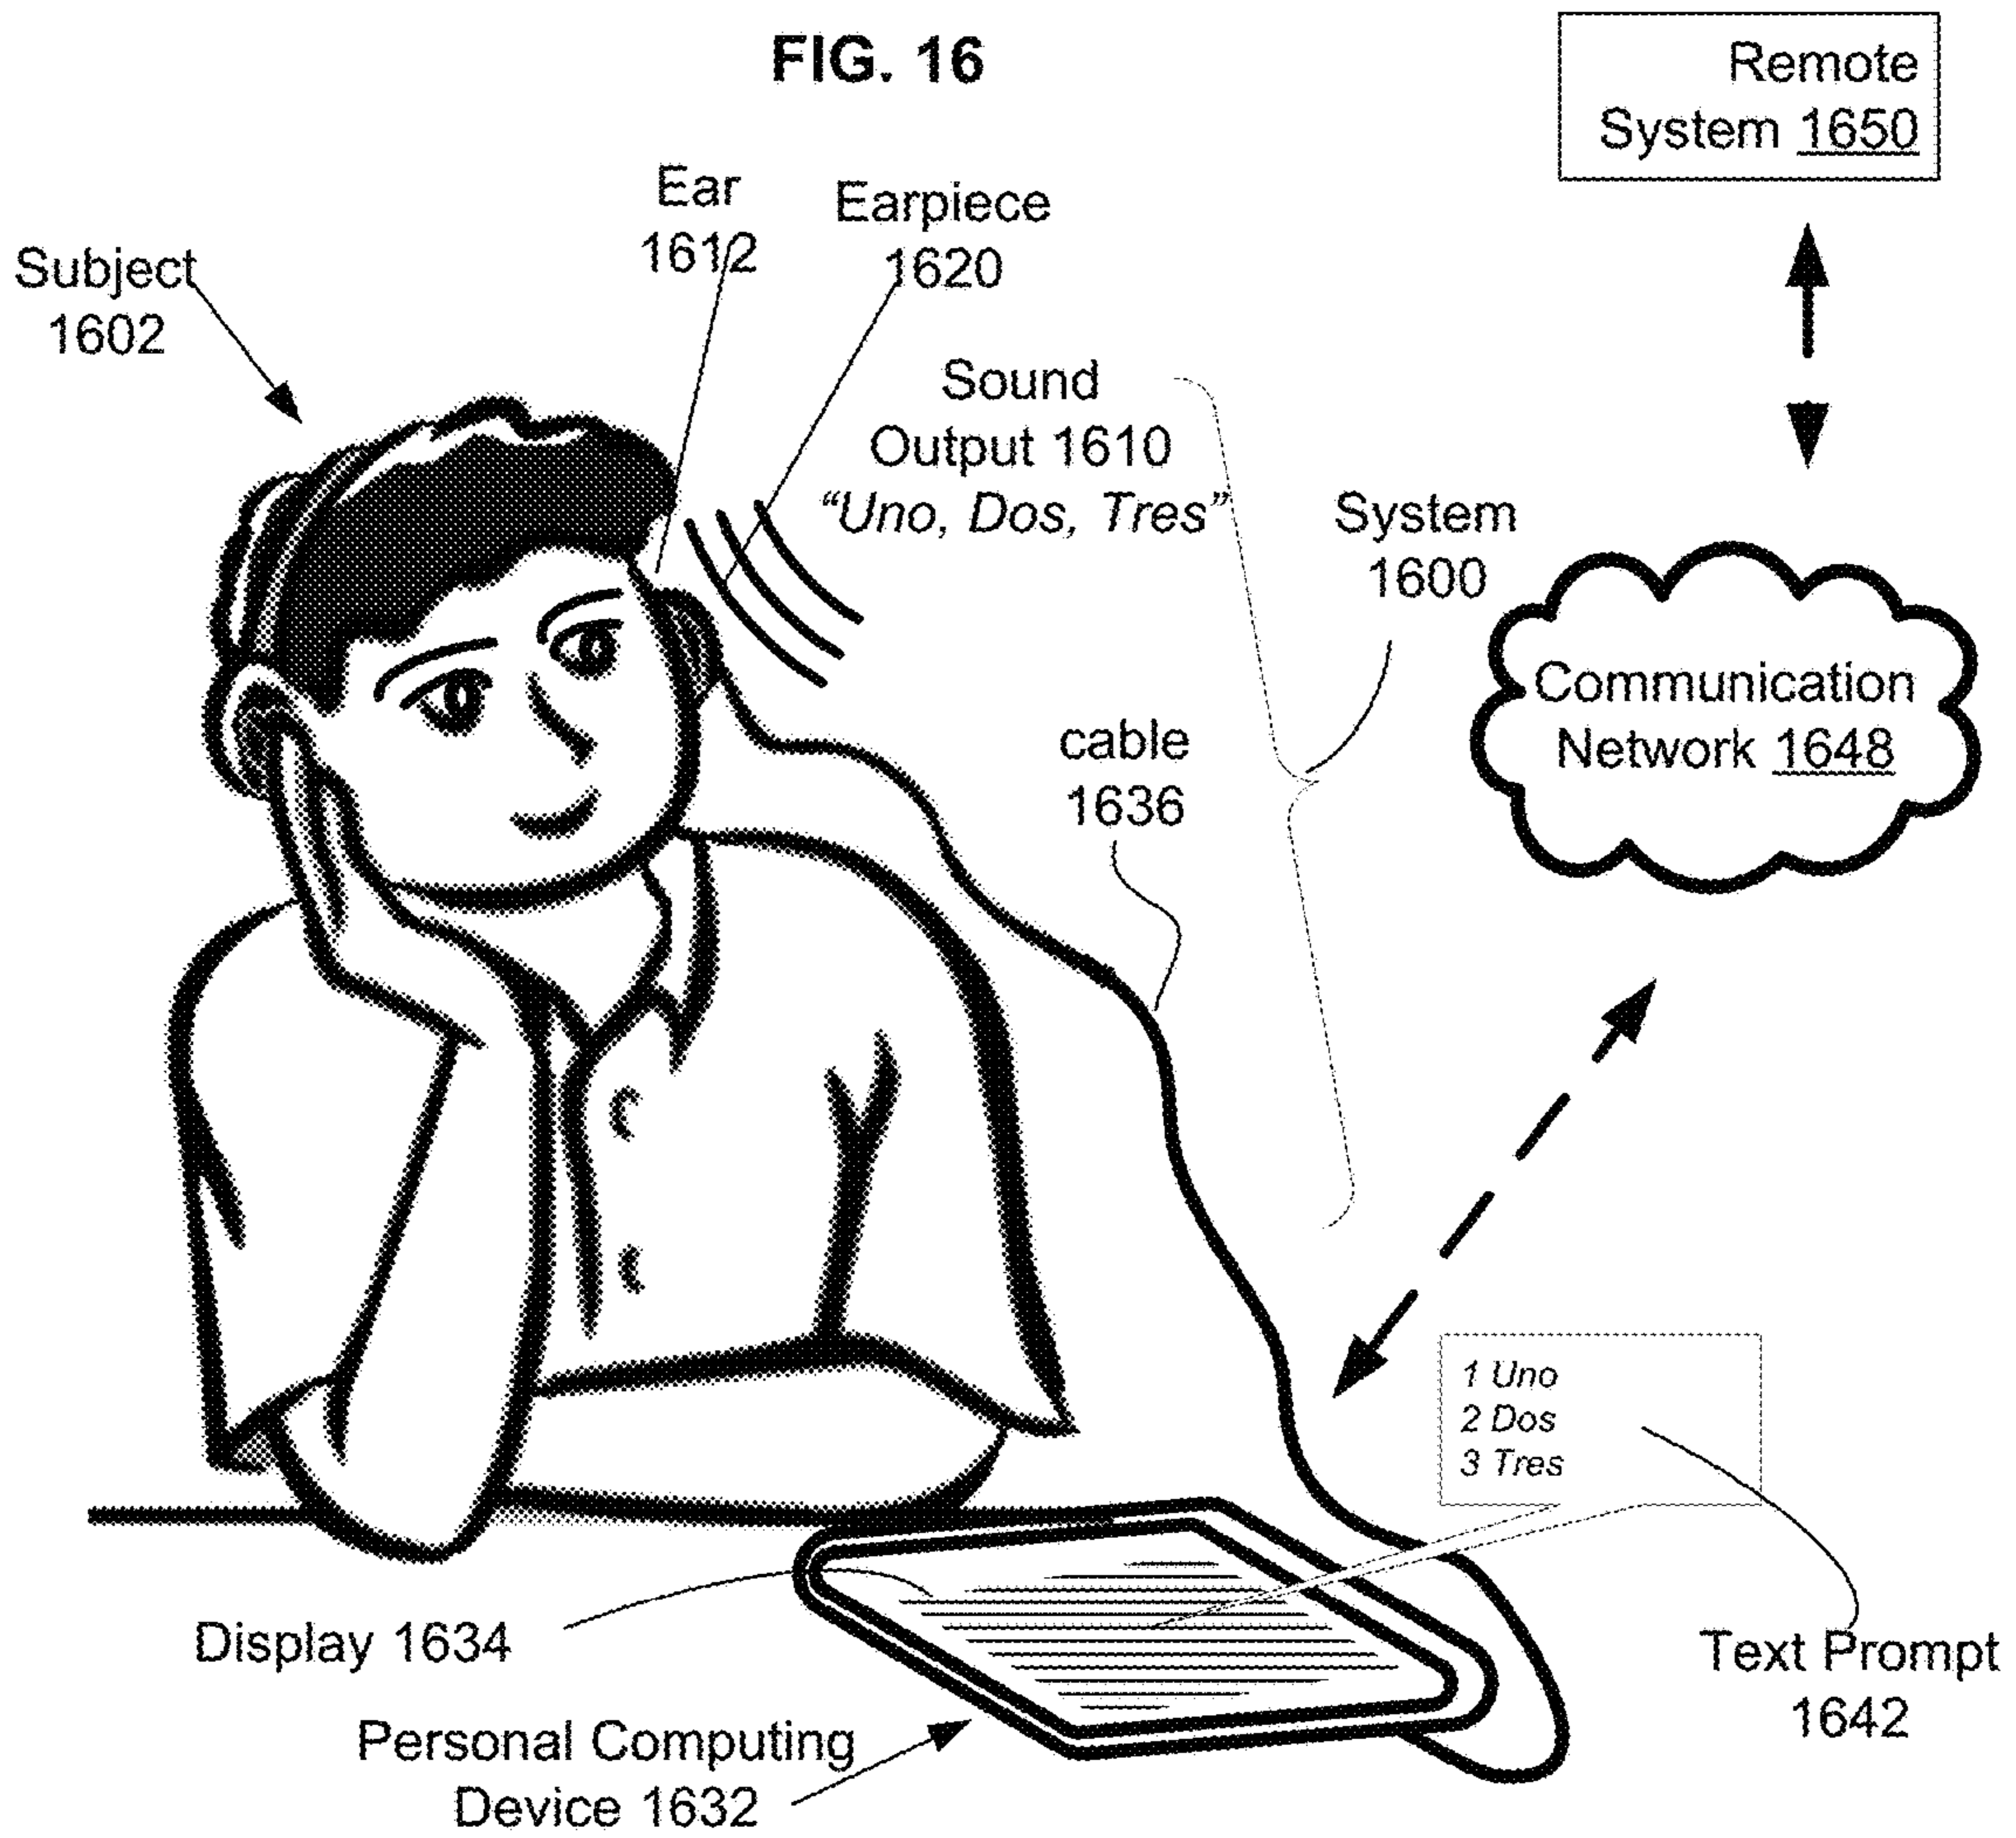 FIG. 16
Remote
System 1650
Ear
1612
Earpiece
1620
Subject
1602
Sound
Output 1610
“Uno, Dos, Tres”
System
1600
Communication
Network 1648
cable
1636
1 Uno
2 Dos
3 Tres
Display 1634
Text Prompt
1642
Personal Computing
Device 1632